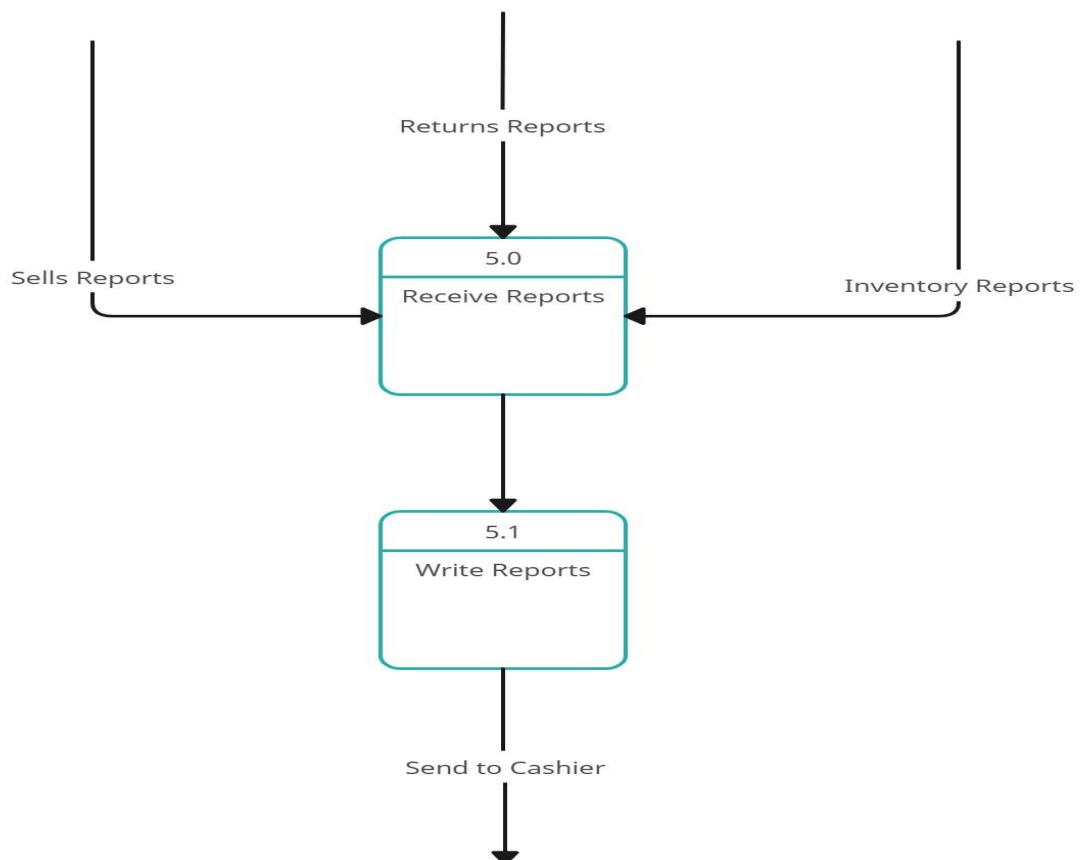 Returns Reports
5.0
Sells Reports
Receive Reports
Inventory Reports
5.1
Write Reports
Send to Cashier